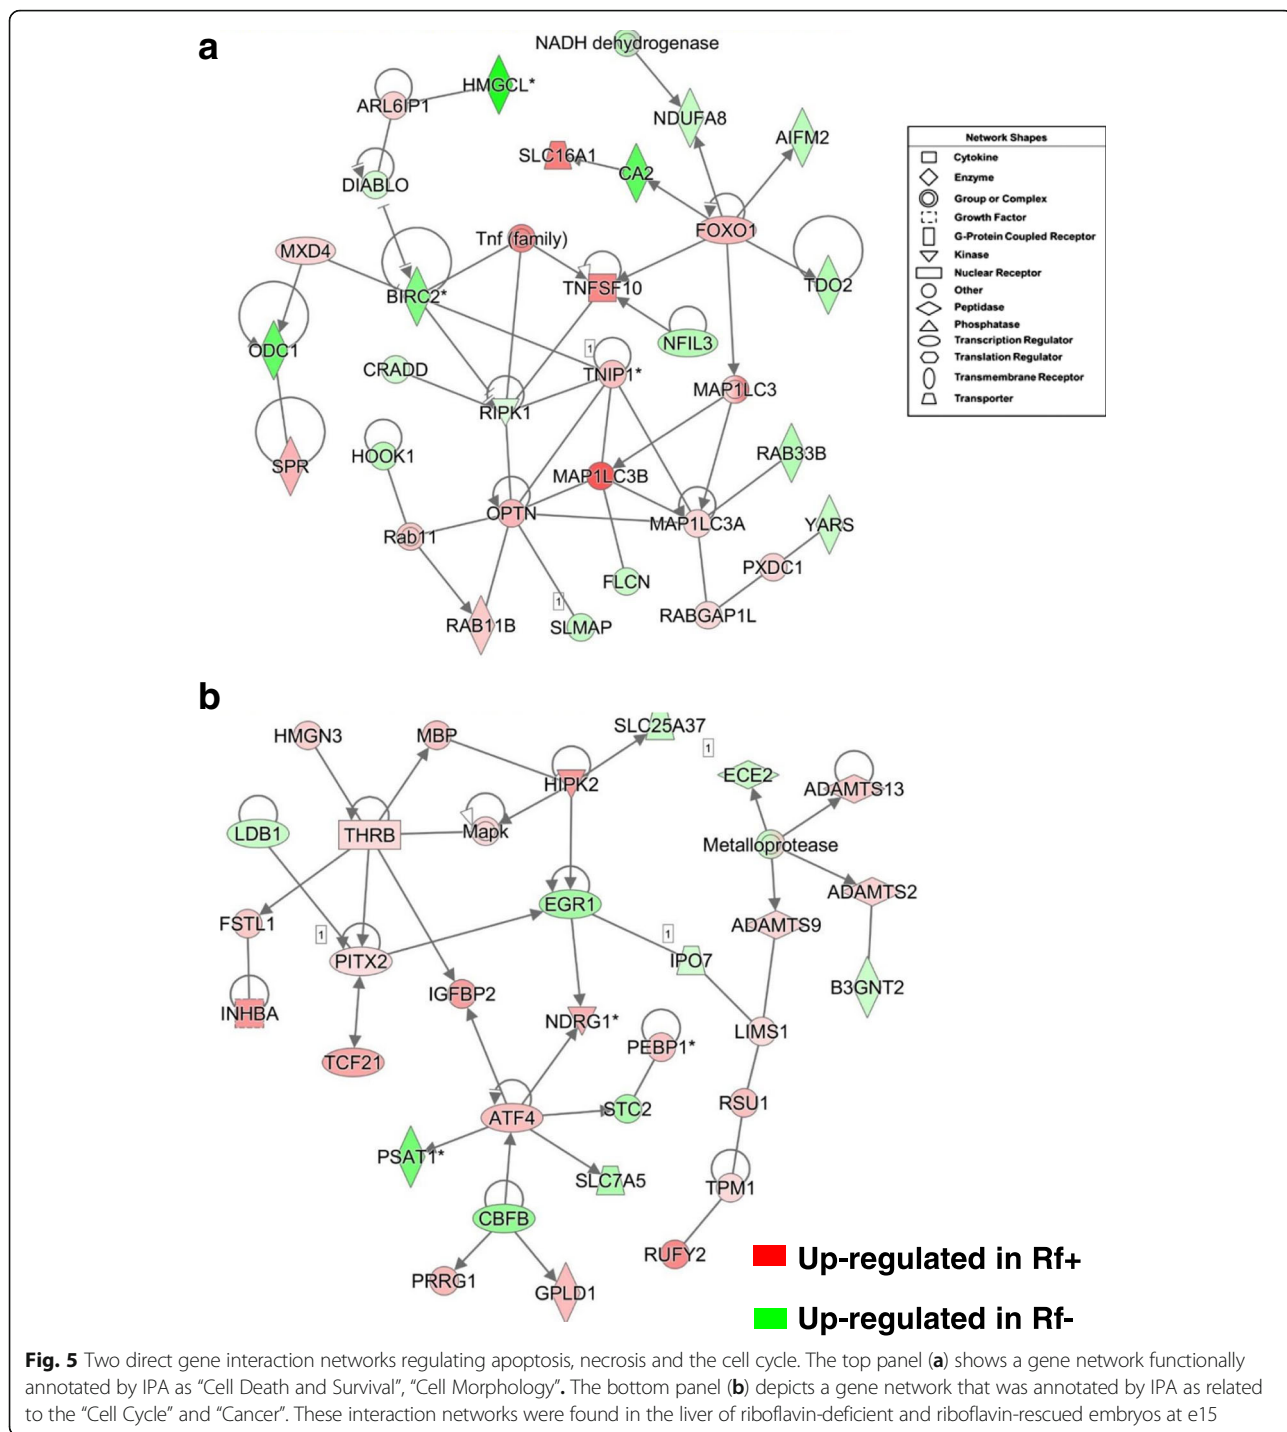 a
NADH dehydrogenase
HMGCL*
ARL6IP1
NDUFA8
AIFM2
SLC16A1
CA2
DIABLO
FOXO1
Tnf (family)
MXD4
TNFSF10
TDO2
BIRC2*
NFIL3
ODC1
1
CRADD
TNIP1*
MAP1LC3
RIPK1
HOOK1
RAB33B
SPR
MAP1LC3B
OPTN
MAP1LC3A
YARS
Rab11
PXDC1
FLCN
1
RABGAP1L
RAB11B
SLMAP
Network Shapes
Cytokine
Enzyme
Group or Complex
Growth Factor
G-Protein Coupled Receptor
Kinase
Nuclear Receptor
Other
Peptidase
Phosphatase
Transcription Regulator
Translation Regulator
Transmembrane Receptor
Transporter
b
SLC25A37
HMGN3
MBP
1
HIPK2
ECE2
ADAMTS13
LDB1
THRB
Mapk
Metalloprotease
EGR1
ADAMTS2
FSTL1
1
1
ADAMTS9
PITX2
IPO7
IGFBP2
B3GNT2
INHBA
NDRG1*
LIMS1
PEBP1*
TCF21
RSU1
STC2
ATF4
PSAT1*
SLC7A5
TPM1
CBFB
RUFY2
PRRG1
GPLD1
Up-regulated in Rf+
Up-regulated in Rf-
Fig. 5 Two direct gene interaction networks regulating apoptosis, necrosis and the cell cycle. The top panel (a) shows a gene network functionally
annotated by IPA as “Cell Death and Survival”, “Cell Morphology”. The bottom panel (b) depicts a gene network that was annotated by IPA as related
to the “Cell Cycle” and “Cancer”. These interaction networks were found in the liver of riboflavin-deficient and riboflavin-rescued embryos at e15